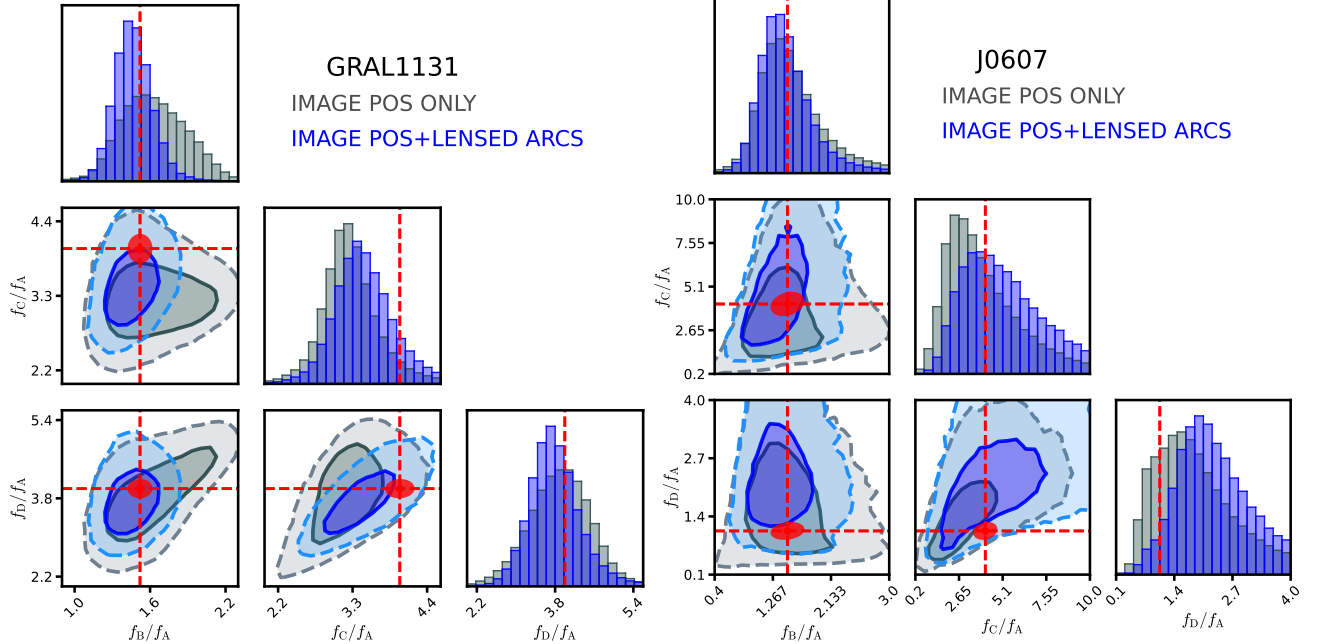 GRAL1131
IMAGE POS ONLY
IMAGE POS+LENSED ARCS
4.4
3.3
2.2
f_C/f_A
5.4
3.8
2.2
f_D/f_A
1.0
1.6
2.2
f_B/f_A
2.2
3.3
4.4
f_C/f_A
2.2
3.8
5.4
f_D/f_A
J0607
IMAGE POS ONLY
IMAGE POS+LENSED ARCS
10.0
7.55
5.1
2.65
0.2
f_C/f_A
4.0
2.7
1.4
0.1
f_D/f_A
0.4
1.267
2.133
3.0
f_B/f_A
0.2
2.65
5.1
7.55
10.0
f_C/f_A
0.1
1.4
2.7
4.0
f_D/f_A